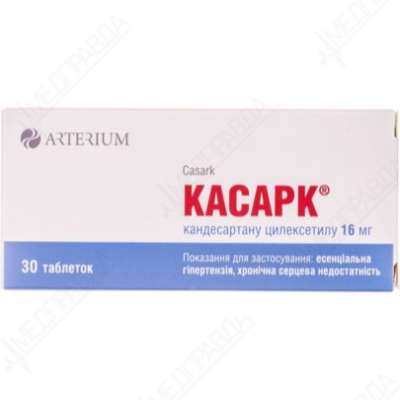 ARTERIUM
Casark
КАСАРК®
кандесартану цилексетилу 16 мг
30 таблеток
Показання для застосування: есенціальна
гіпертензія, хронічна серцева недостатність